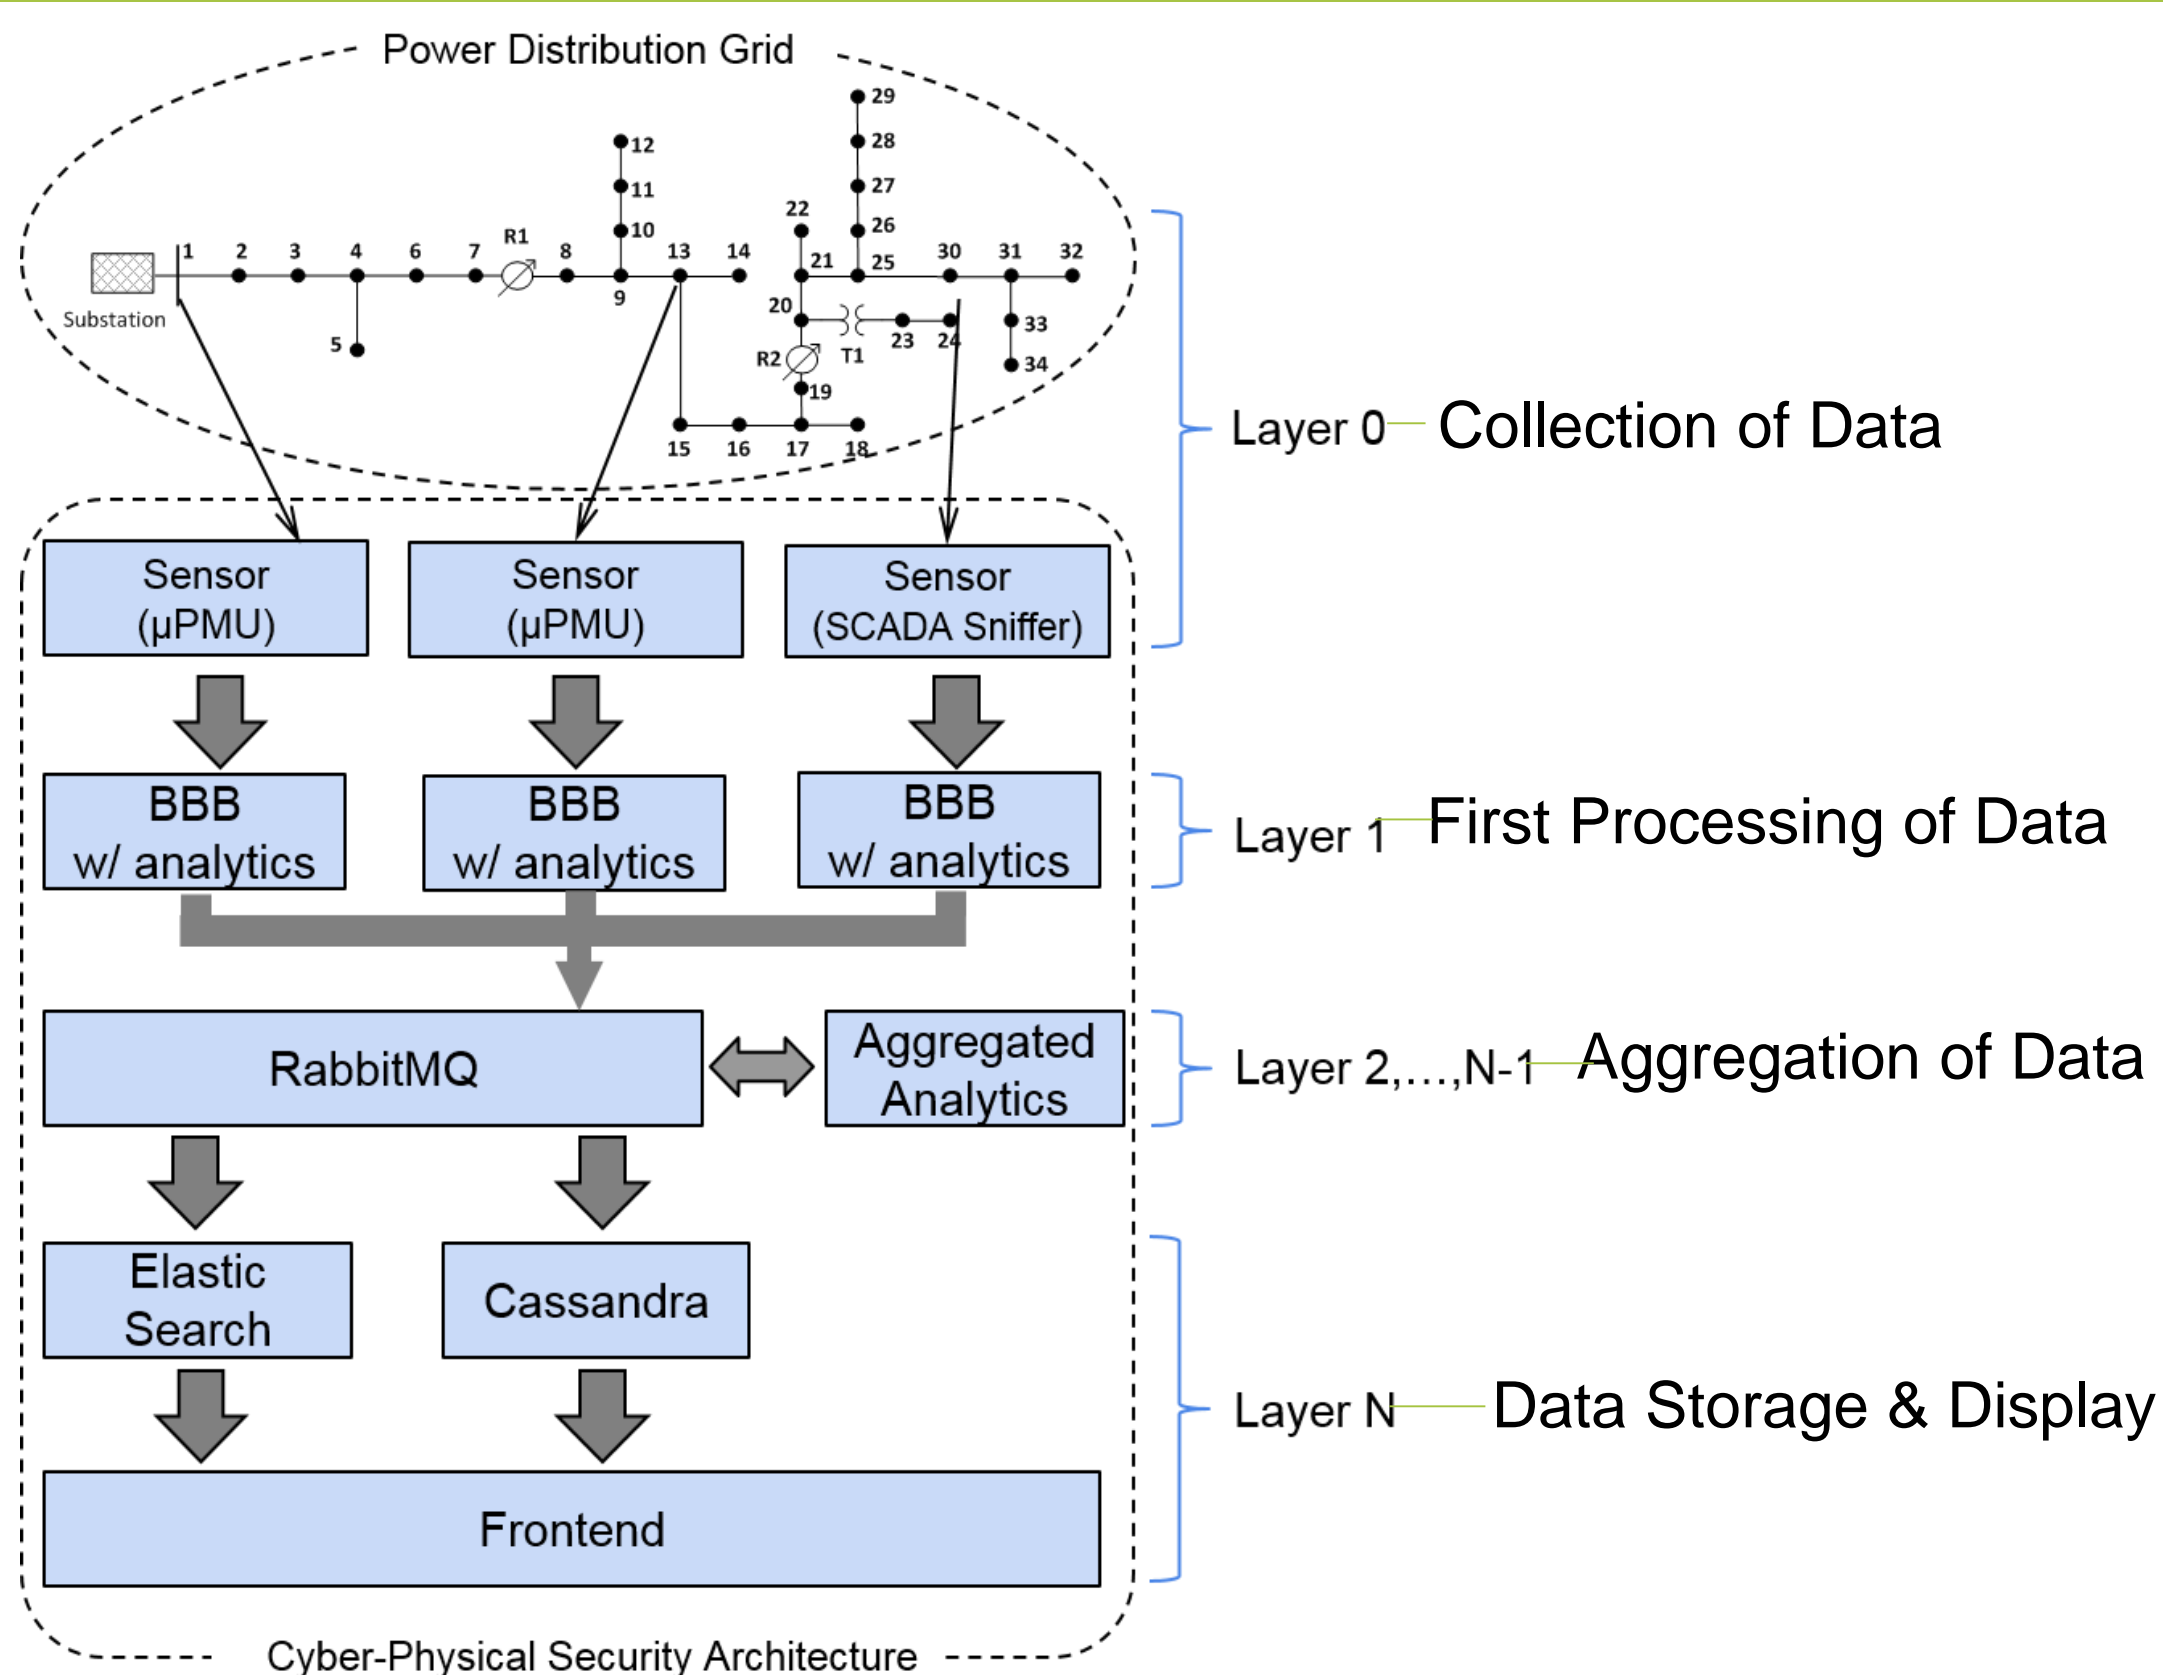 Power Distribution Grid
29
12
28
11
27
22
10
26
R1
1
2
3
4
6
7
8
13
14
21
25
30
31
32
9
20
Substation
5
R2
T1
23
24
33
34
19
15
16
17
18
Layer 0
Collection of Data
Sensor
(µPMU)
Sensor
(µPMU)
Sensor
(SCADA Sniffer)
BBB
w/ analytics
BBB
w/ analytics
BBB
w/ analytics
Layer 1
First Processing of Data
RabbitMQ
Aggregated
Analytics
Layer 2,...,N-1
Aggregation of Data
Elastic
Search
Cassandra
Layer N
Data Storage & Display
Frontend
Cyber-Physical Security Architecture